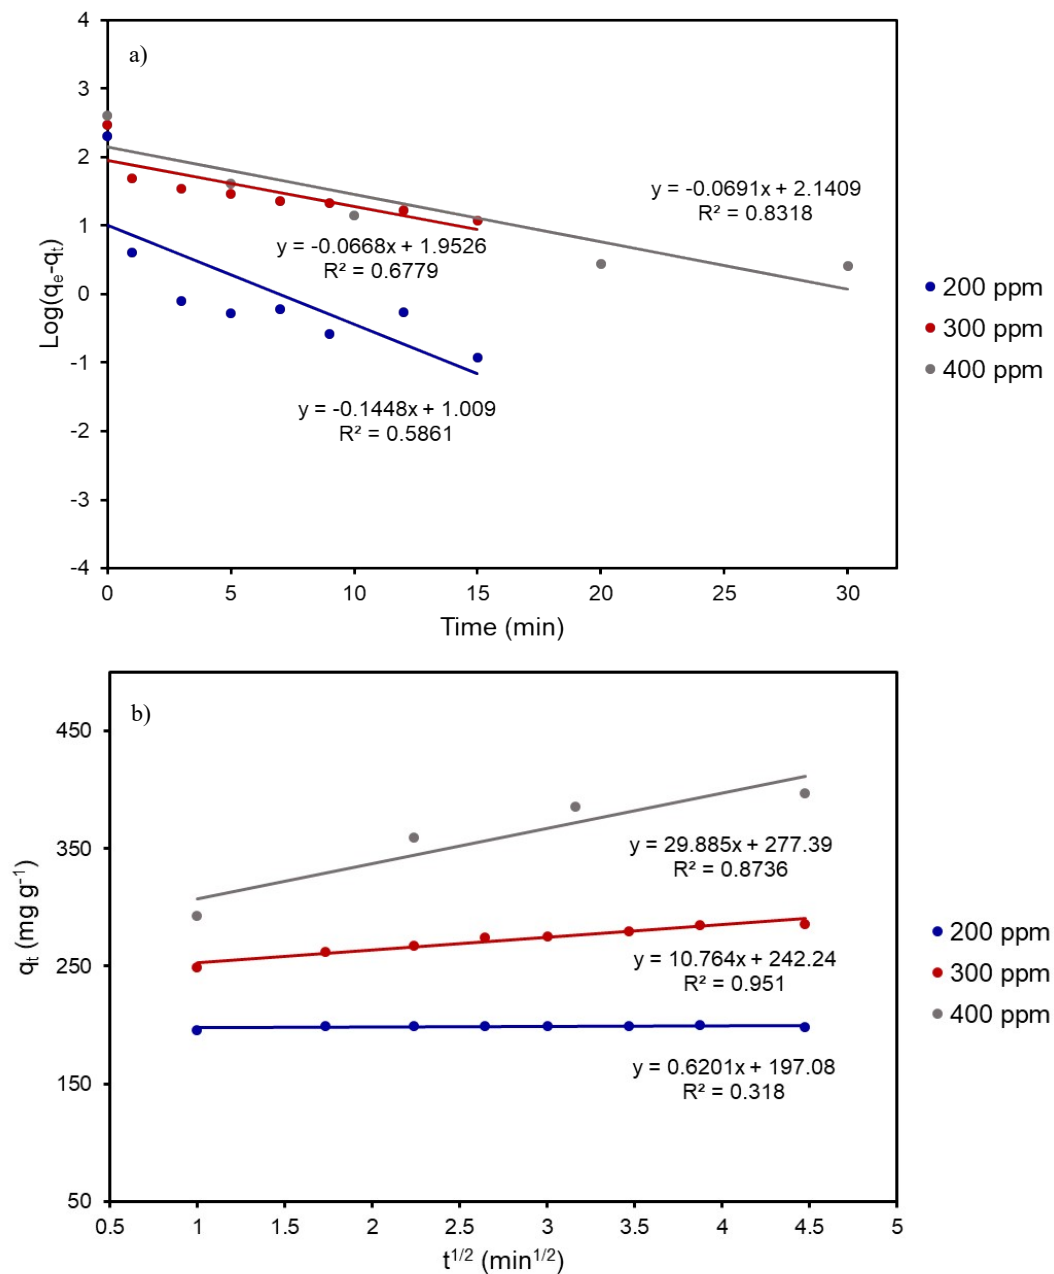 4
a)
3
2
y = -0.0691x + 2.1409
R² = 0.8318
1
y = -0.0668x + 1.9526
R² = 0.6779
Log(qₑ-qₜ)
0
200 ppm
300 ppm
400 ppm
-1
y = -0.1448x + 1.009
R² = 0.5861
-2
-3
-4
0 5 10 15 20 25 30
Time (min)
b)
450
y = 29.885x + 277.39
R² = 0.8736
350
qₜ (mg g⁻¹)
250
y = 10.764x + 242.24
R² = 0.951
200 ppm
300 ppm
400 ppm
150
y = 0.6201x + 197.08
R² = 0.318
50
0.5 1 1.5 2 2.5 3 3.5 4 4.5 5
t¹ᐟ² (min¹ᐟ²)